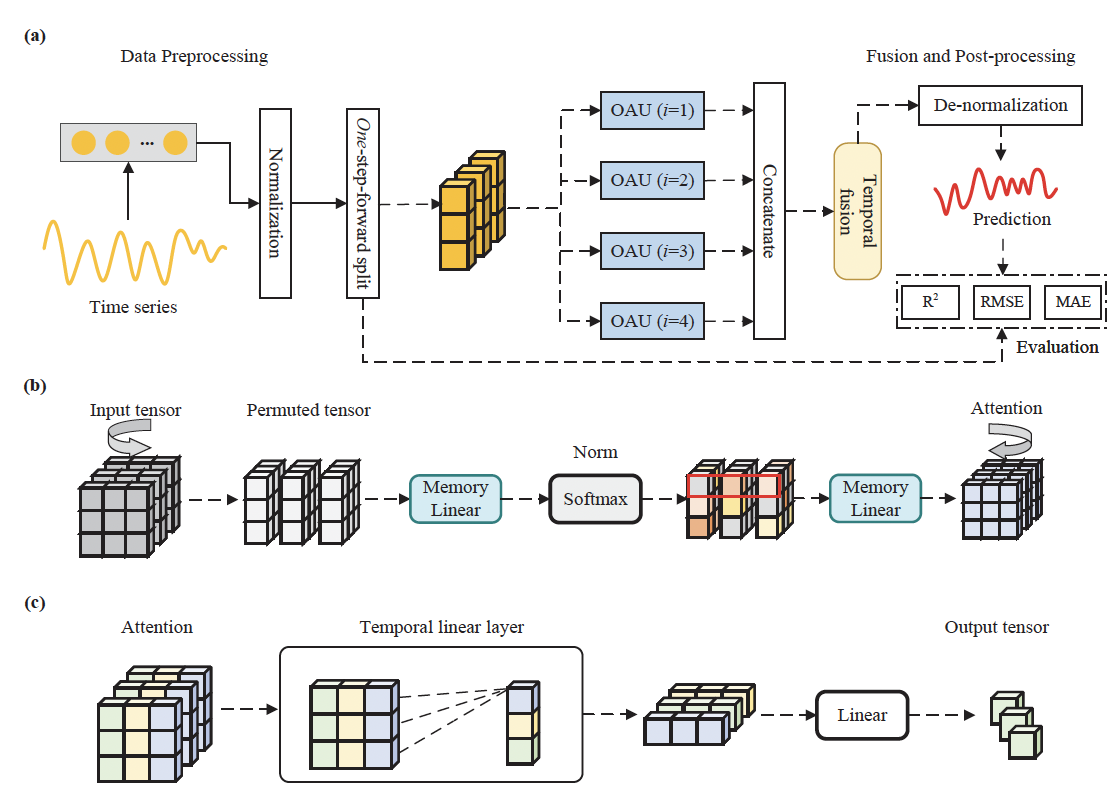 (a)
Data Preprocessing
Fusion and Post-processing
...
Time series
Normalization
One-step-forward split
OAU (i=1)
OAU (i=2)
OAU (i=3)
OAU (i=4)
Concatenate
Temporal
fusion
De-normalization
Prediction
R²
RMSE
MAE
Evaluation
(b)
Input tensor
Permuted tensor
Memory
Linear
Norm
Softmax
Memory
Linear
Attention
(c)
Attention
Temporal linear layer
Linear
Output tensor